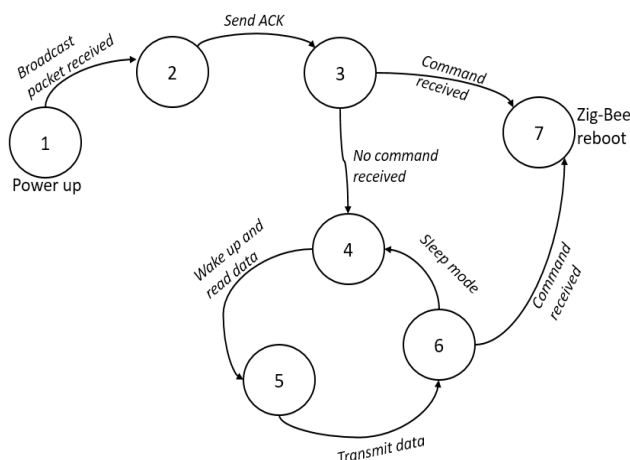 Broadcast
packet received
Send ACK
1
Power up
2
3
Command
received
7
Zig-Bee
reboot
No command
received
4
Wake up and
read data
Sleep mode
5
6
Command
received
Transmit data